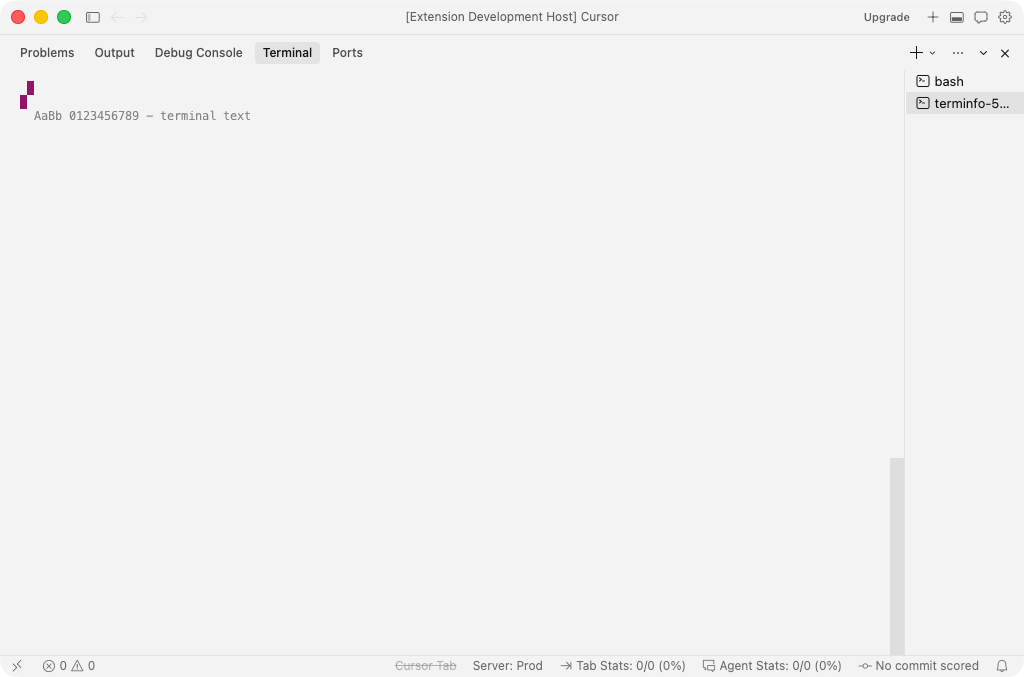 [Extension Development Host] Cursor
Upgrade
Problems Output Debug Console Terminal Ports
bash
terminfo-5...
AaBb 0123456789 – terminal text
0 0 Cursor Tab Server: Prod Tab Stats: 0/0 (0%) Agent Stats: 0/0 (0%) No commit scored